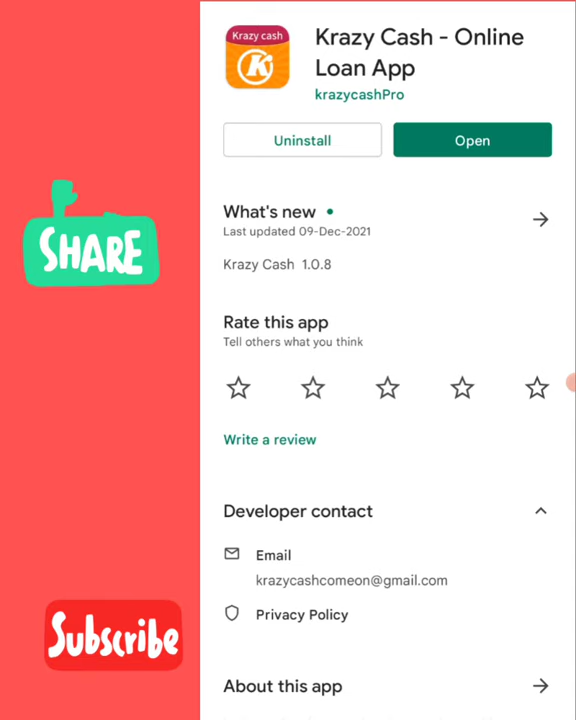 Krazy cash
Krazy Cash - Online
Loan App
krazycashPro
Uninstall
Open
What's new
Last updated 09-Dec-2021
Krazy Cash 1.0.8
Rate this app
Tell others what you think
Write a review
Developer contact
Email
krazycashcomeon@gmail.com
Privacy Policy
About this app
SHARE
Subscribe